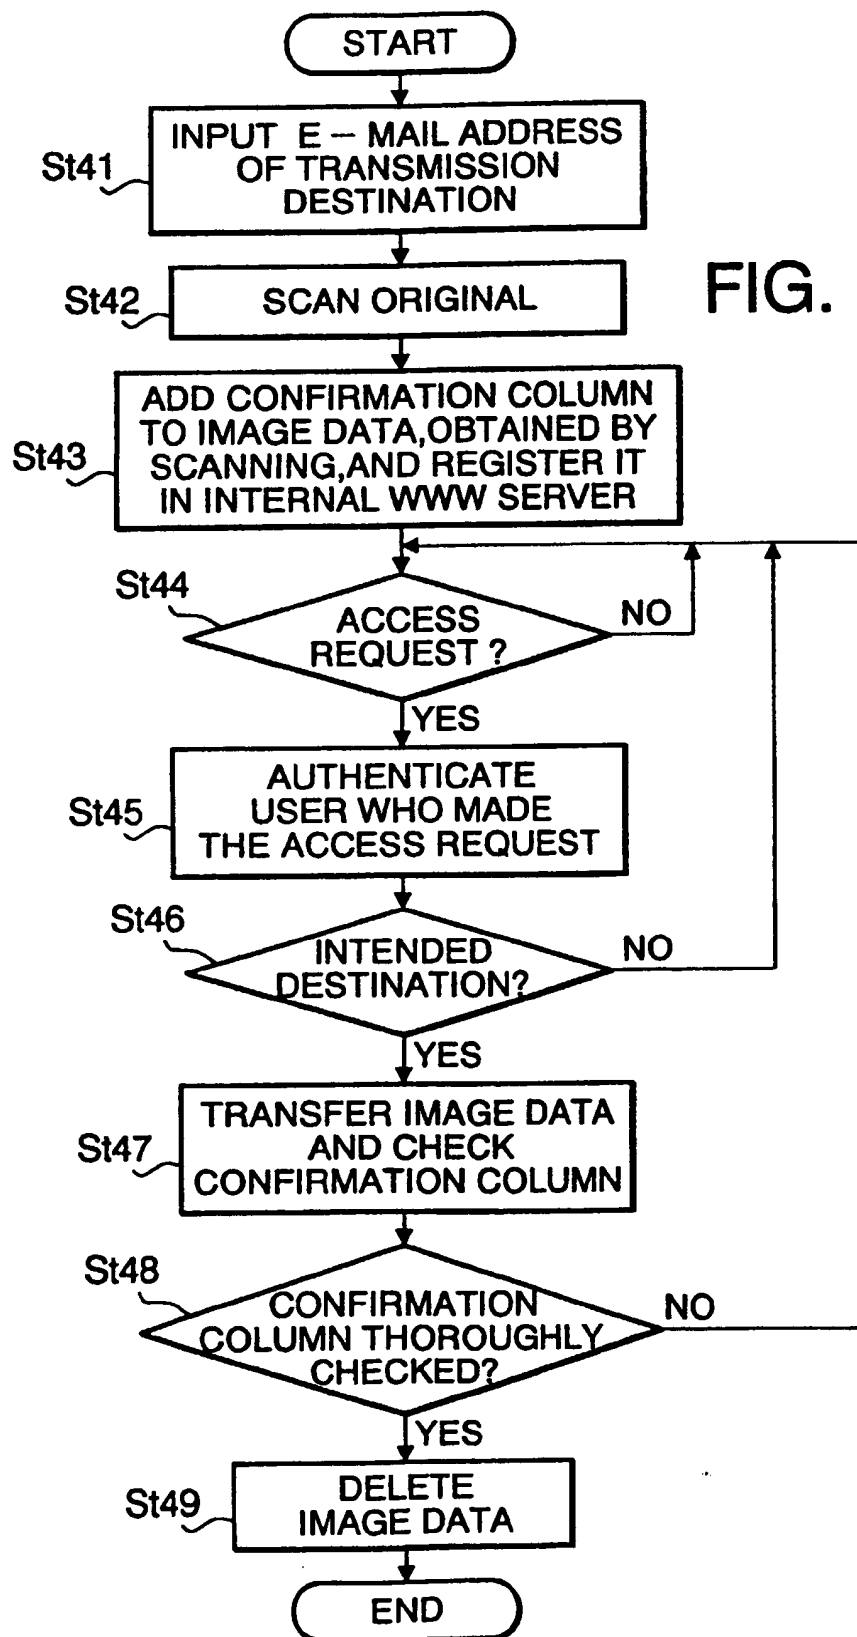 START
St41
INPUT E – MAIL ADDRESS
OF TRANSMISSION
DESTINATION
FIG.
St42
SCAN ORIGINAL
St43
ADD CONFIRMATION COLUMN
TO IMAGE DATA,OBTAINED BY
SCANNING,AND REGISTER IT
IN INTERNAL WWW SERVER
St44
ACCESS
REQUEST ?
NO
YES
St45
AUTHENTICATE
USER WHO MADE
THE ACCESS REQUEST
St46
INTENDED
DESTINATION?
NO
YES
St47
TRANSFER IMAGE DATA
AND CHECK
CONFIRMATION COLUMN
St48
CONFIRMATION
COLUMN THOROUGHLY
CHECKED?
NO
YES
St49
DELETE
IMAGE DATA
END